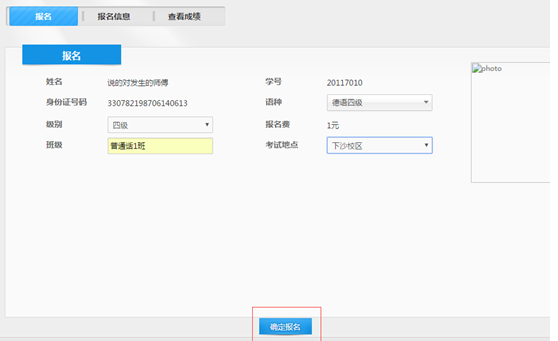 报名 报名信息 查看成绩
报名
姓名 说的对发生的师傅 学号 20117010
身份证号码 330782198706140613 语种 德语四级
级别 四级 报名费 1元
班级 普通话1班 考试地点 下沙校区
photo
确定报名